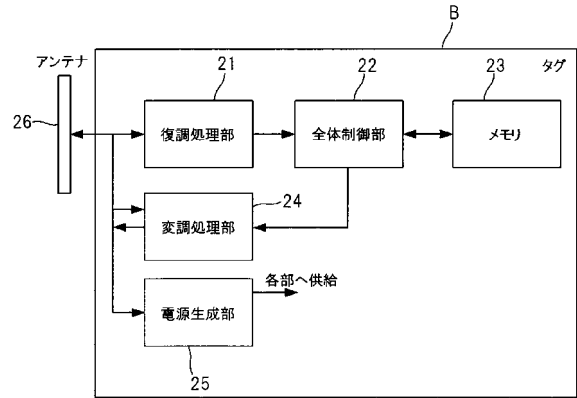 B
アンテナ
21
22
23
タグ
26
復調処理部
全体制御部
メモリ
24
変調処理部
各部へ供給
電源生成部
25